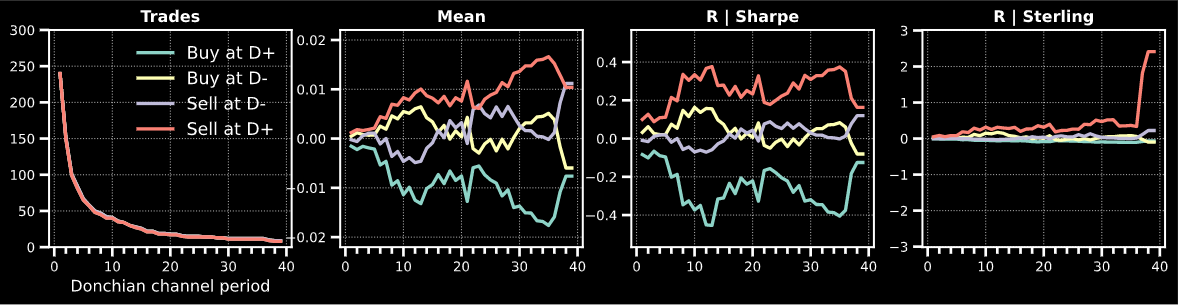 Trades
Mean
R | Sharpe
R | Sterling
300
250
200
150
100
50
0
Buy at D+
Buy at D-
Sell at D-
Sell at D+
0 10 20 30 40
Donchian channel period
0.02
0.01
0.00
−0.01
−0.02
0 10 20 30 40
0.4
0.2
0.0
−0.2
−0.4
0 10 20 30 40
3
2
1
0
−1
−2
−3
0 10 20 30 40